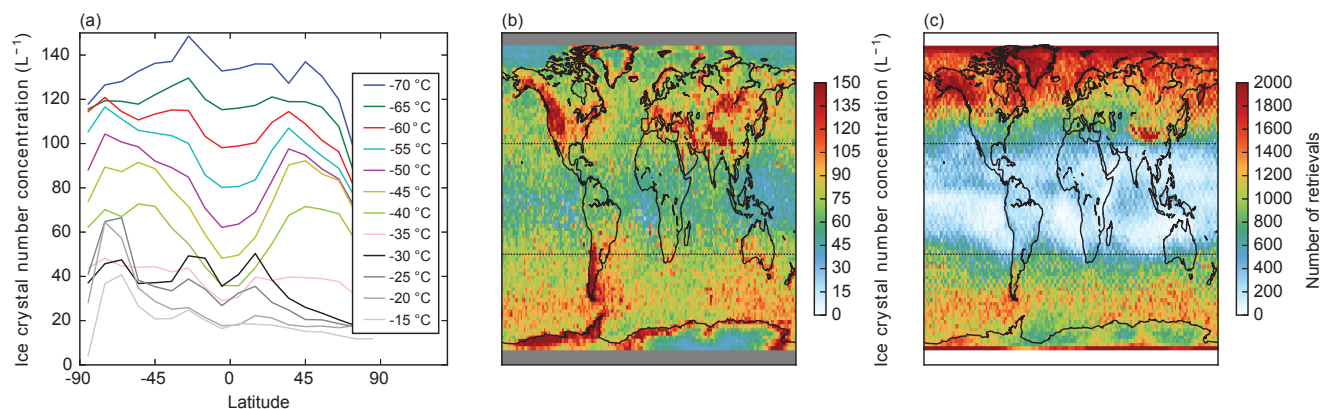 (a)
Ice crystal number concentration (L⁻¹)
150
140
120
100
80
60
40
20
0
-90
-45
0
45
90
Latitude
-70 °C
-65 °C
-60 °C
-55 °C
-50 °C
-45 °C
-40 °C
-35 °C
-30 °C
-25 °C
-20 °C
-15 °C
(b)
150
135
120
105
90
75
60
45
30
15
0
Ice crystal number concentration (L⁻¹)
(c)
2000
1800
1600
1400
1200
1000
800
600
400
200
0
Number of retrievals